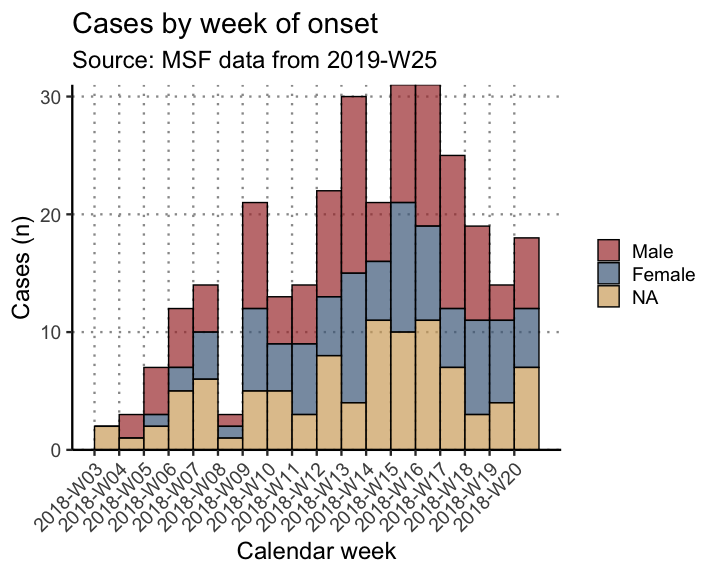 Cases by week of onset
Source: MSF data from 2019-W25
30
20
10
0
Cases (n)
2018-W03
2018-W04
2018-W05
2018-W06
2018-W07
2018-W08
2018-W09
2018-W10
2018-W11
2018-W12
2018-W13
2018-W14
2018-W15
2018-W16
2018-W17
2018-W18
2018-W19
2018-W20
Calendar week
Male
Female
NA